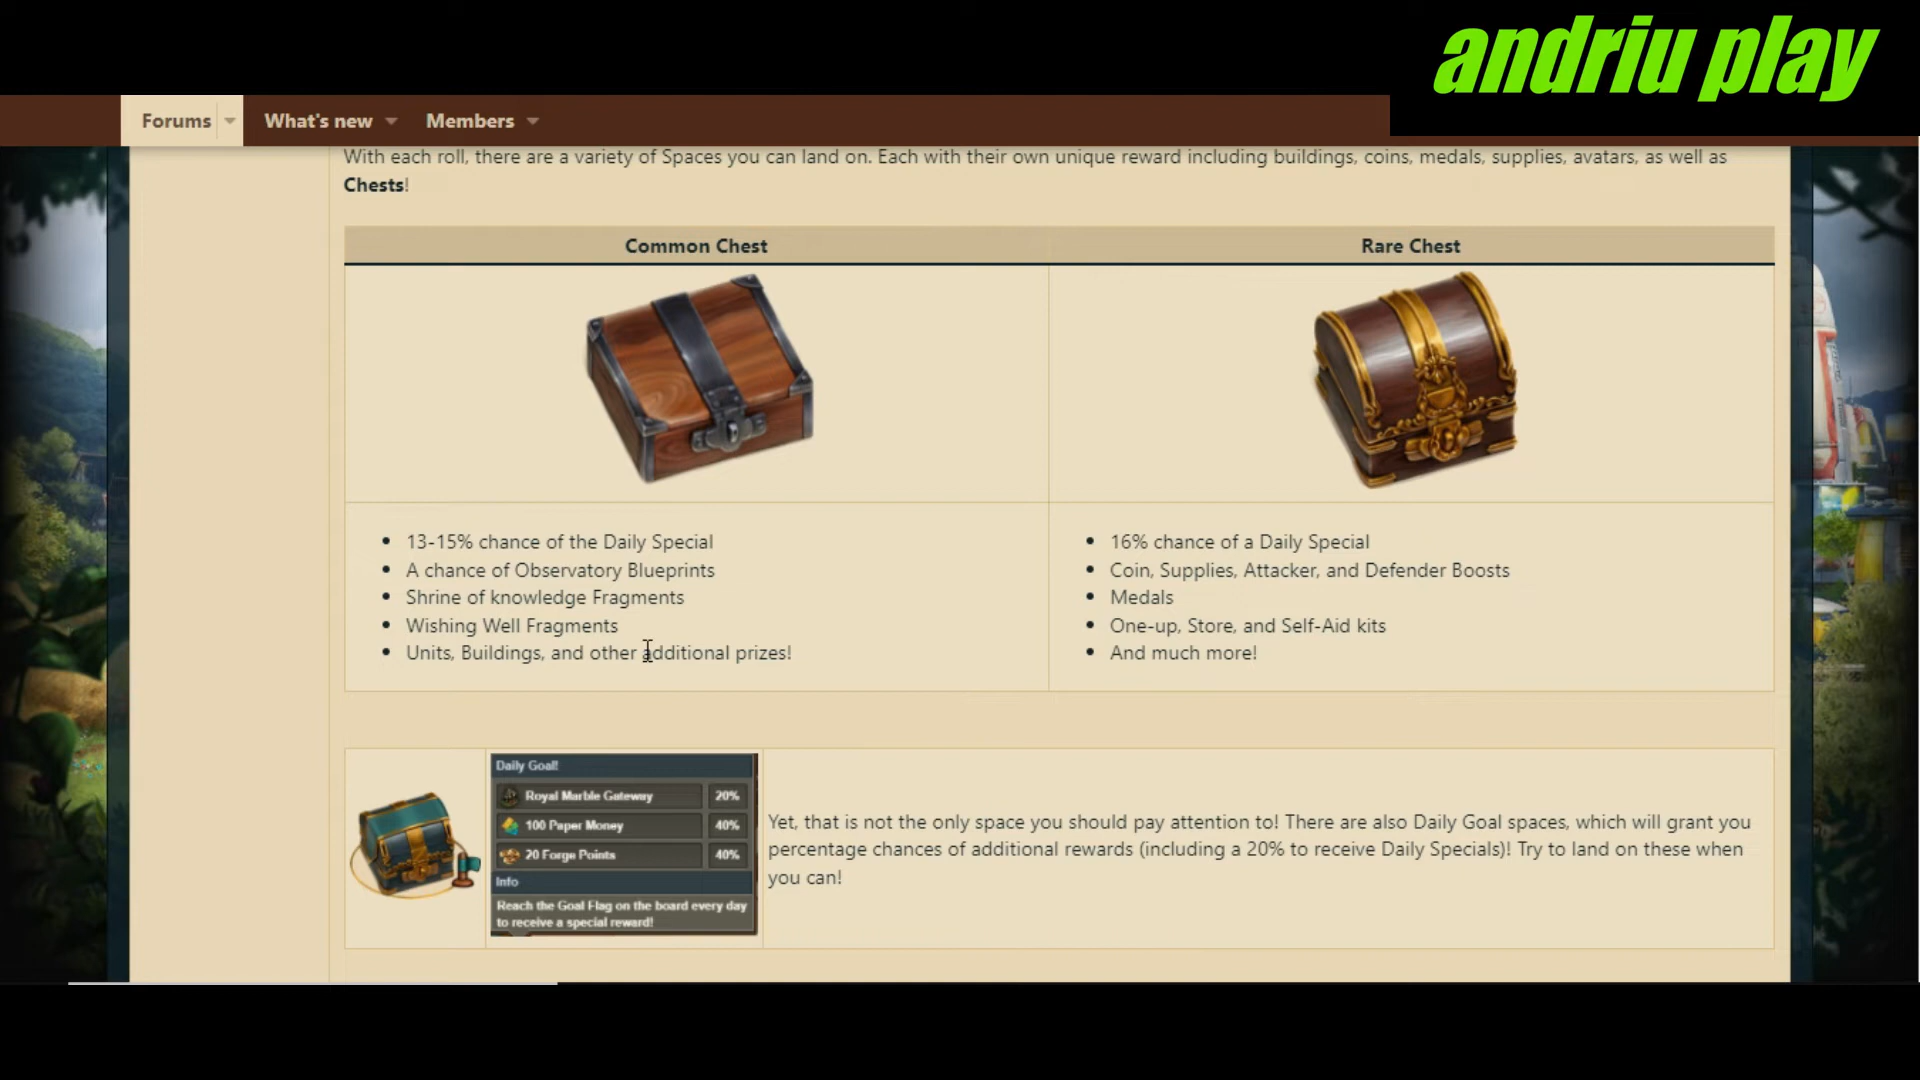 andriu play
Forums What's new Members
With each roll, there are a variety of Spaces you can land on. Each with their own unique reward including buildings, coins, medals, supplies, avatars, as well as
Chests!
Common Chest
Rare Chest
13-15% chance of the Daily Special
A chance of Observatory Blueprints
Shrine of knowledge Fragments
Wishing Well Fragments
Units, Buildings, and other additional prizes!
16% chance of a Daily Special
Coin, Supplies, Attacker, and Defender Boosts
Medals
One-up, Store, and Self-Aid kits
And much more!
Daily Goal!
Royal Marble Gateway 20%
100 Paper Money 40%
20 Forge Points 40%
Info
Reach the Goal Flag on the board every day
to receive a special reward!
Yet, that is not the only space you should pay attention to! There are also Daily Goal spaces, which will grant you
percentage chances of additional rewards (including a 20% to receive Daily Specials)! Try to land on these when
you can!